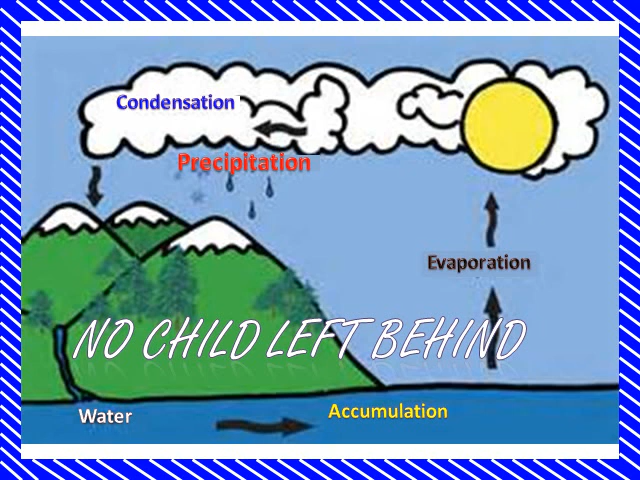 Condensation
Precipitation
Evaporation
NO CHILD LEFT BEHIND
Accumulation
Water